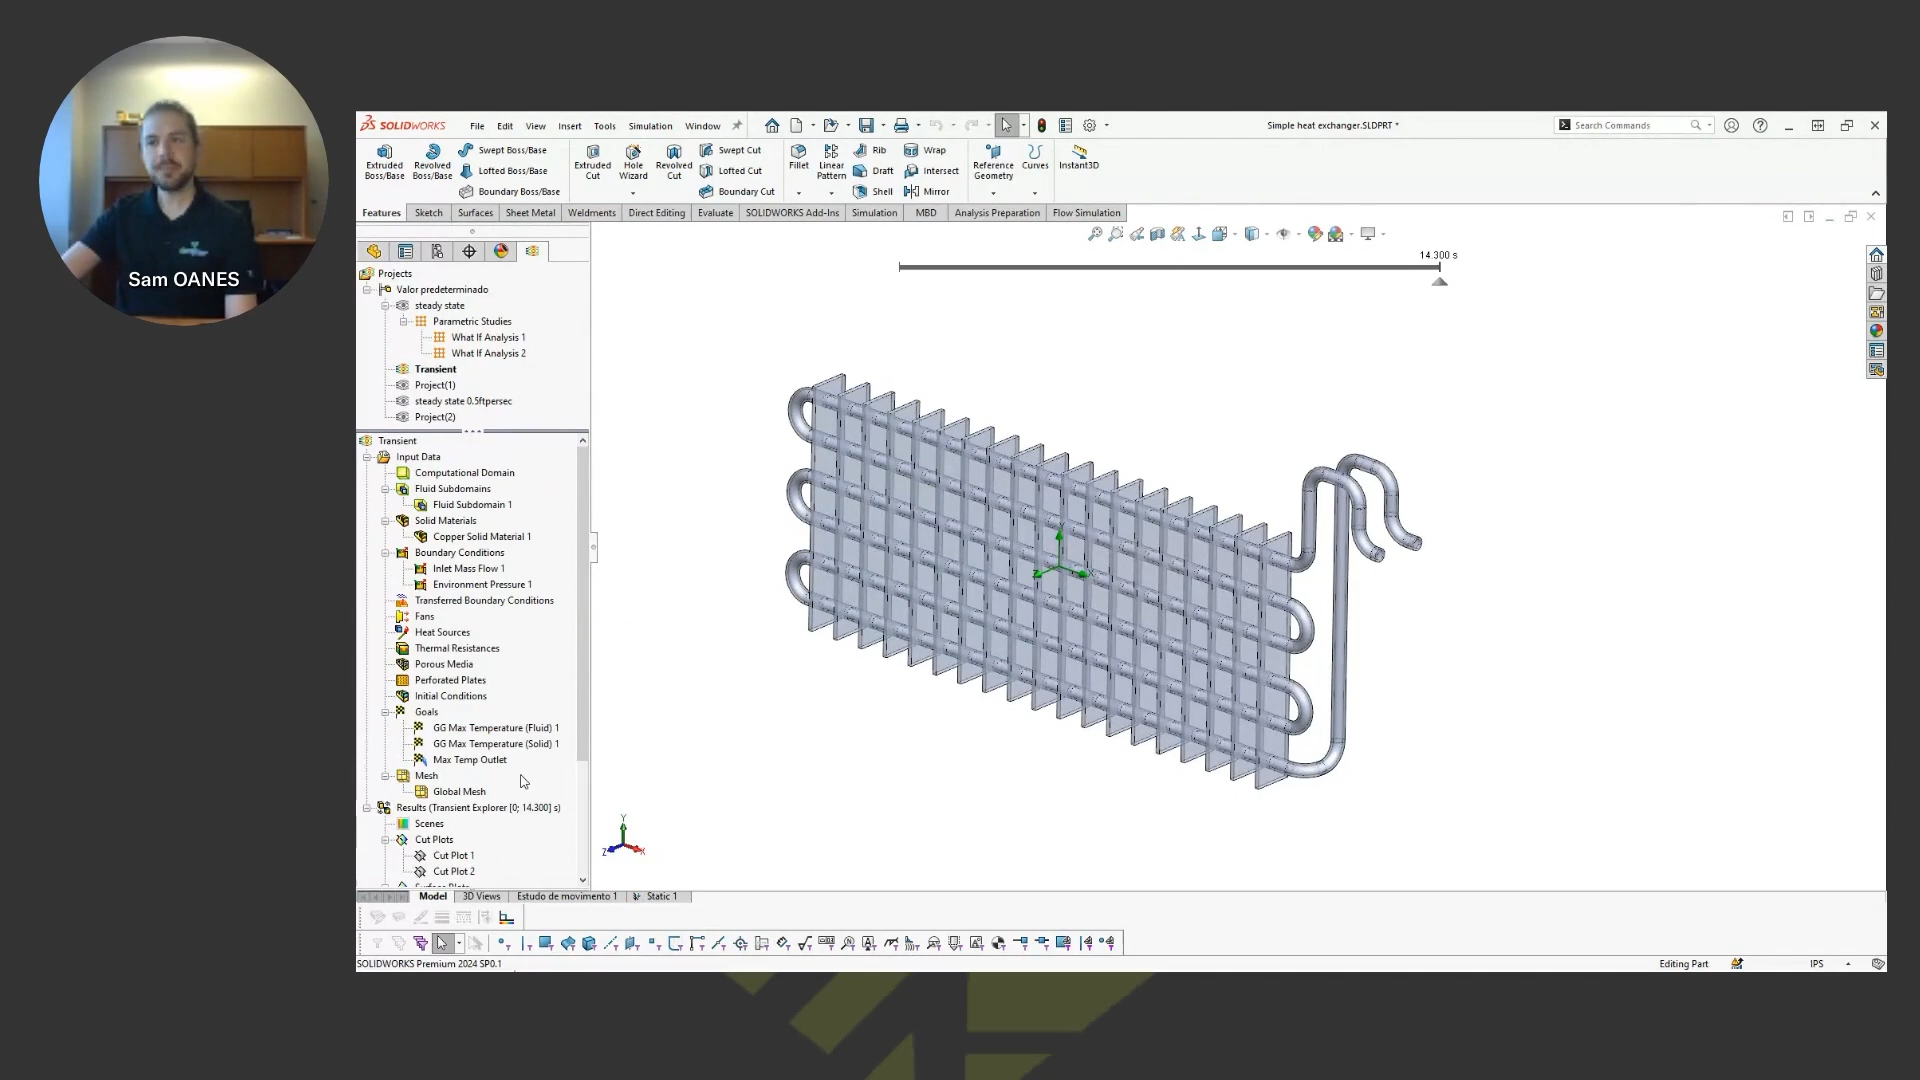 Sam OANES
SOLIDWORKS File Edit View Insert Tools Simulation Window Simple heat exchanger.SLDPRT * Search Commands
Extruded Boss/Base
Revolved Boss/Base
Swept Boss/Base
Lofted Boss/Base
Boundary Boss/Base
Extruded Cut
Hole Wizard
Revolved Cut
Swept Cut
Lofted Cut
Boundary Cut
Fillet
Linear Pattern
Rib
Draft
Shell
Wrap
Intersect
Mirror
Reference Geometry
Curves
Instant3D
Features Sketch Surfaces Sheet Metal Weldments Direct Editing Evaluate SOLIDWORKS Add-Ins Simulation MBD Analysis Preparation Flow Simulation
14.300 s
Projects
Valor predeterminado
steady state
Parametric Studies
What If Analysis 1
What If Analysis 2
Transient
Project(1)
steady state 0.5ftpersec
Project(2)
Transient
Input Data
Computational Domain
Fluid Subdomains
Fluid Subdomain 1
Solid Materials
Copper Solid Material 1
Boundary Conditions
Inlet Mass Flow 1
Environment Pressure 1
Transferred Boundary Conditions
Fans
Heat Sources
Thermal Resistances
Porous Media
Perforated Plates
Initial Conditions
Goals
GG Max Temperature (Fluid) 1
GG Max Temperature (Solid) 1
Max Temp Outlet
Mesh
Global Mesh
Results (Transient Explorer [0; 14.300] s)
Scenes
Cut Plots
Cut Plot 1
Cut Plot 2
Y
Z X
Model 3D Views Estudo de movimiento 1 Static 1
SOLIDWORKS Premium 2024 SP0.1 Editing Part IPS